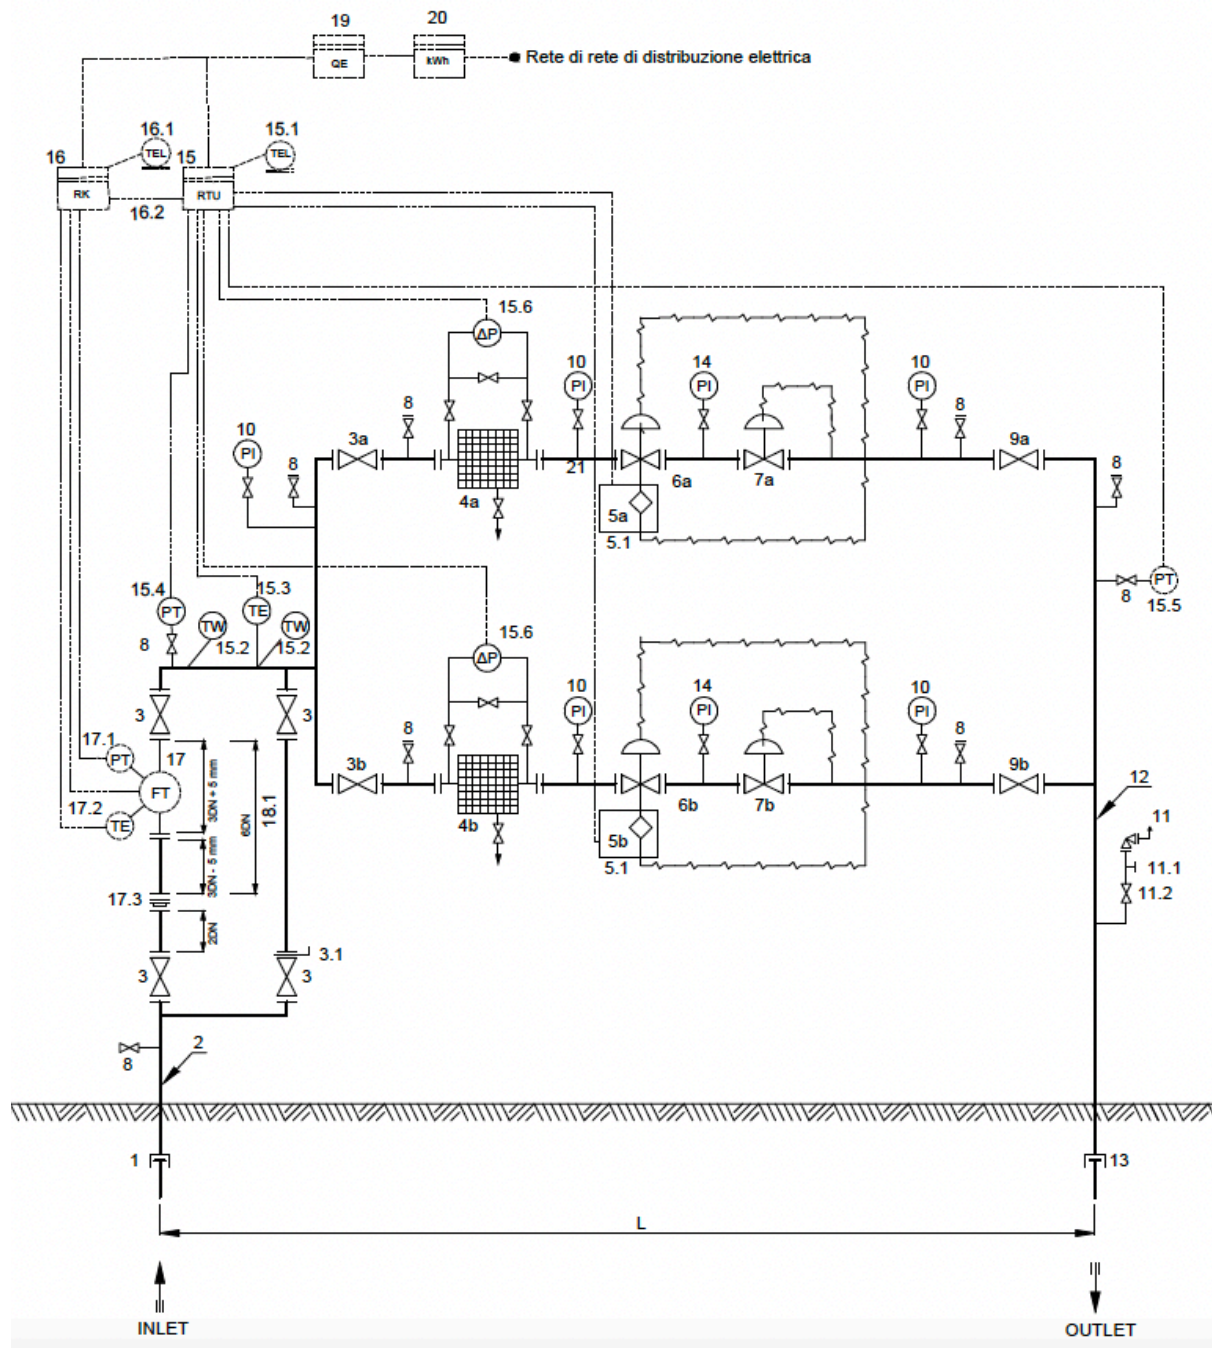 19
20
QE
kWh
Rete di rete di distribuzione elettrica
16.1
15.1
16
TEL
15
TEL
RK
RTU
16.2
15.6
ΔP
10
14
10
PI
PI
PI
8
8
10
3a
9a
PI
8
8
21
4a
6a
7a
5a
5.1
15.4
15.3
PT
8
15.5
PT
TE
TW
TW
15.6
8
15.2
15.2
ΔP
10
14
10
PI
PI
PI
3
3
8
8
17.1
17
PT
3b
9b
12
FT
17.2
TE
3DN + 5 mm
6DN
18.1
4b
6b
7b
5b
5.1
11
11.1
11.2
3DN - 5 mm
17.3
2DN
3.1
3
3
2
8
1
13
L
INLET
OUTLET